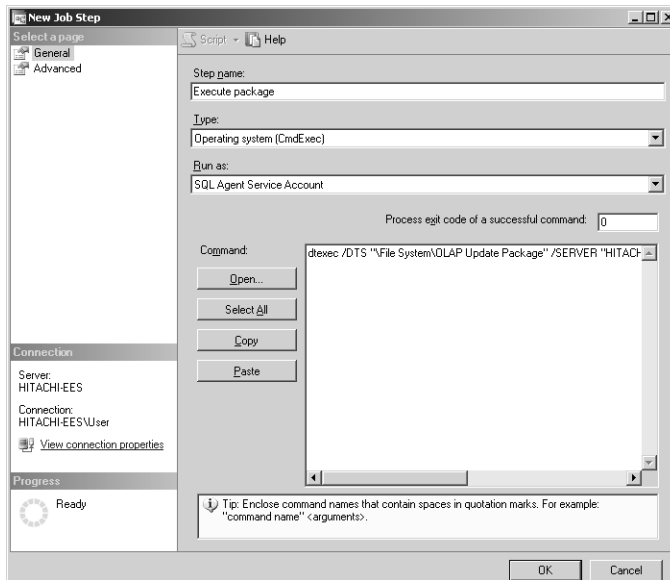 New Job Step
Select a page
General
Advanced
Script
Help
Step name:
Execute package
Type:
Operating system (CmdExec)
Run as:
SQL Agent Service Account
Process exit code of a successful command:
0
Command:
dtexec /DTS "\File System\OLAP Update Package" /SERVER "HITACH
Open...
Select All
Copy
Paste
Connection
Server:
HITACHI-EES
Connection:
HITACHI-EES\User
View connection properties
Progress
Ready
Tip: Enclose command names that contain spaces in quotation marks. For example:
"command name" <arguments>.
OK
Cancel